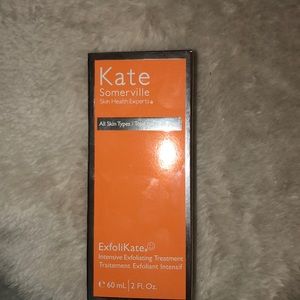 Kate
Somerville
Skin Health Experts
All Skin Types
ExfoliKate
Intensive Exfoliating Treatment
Traitement Exfoliant Intensif
e 60 mL / 2 Fl. Oz.